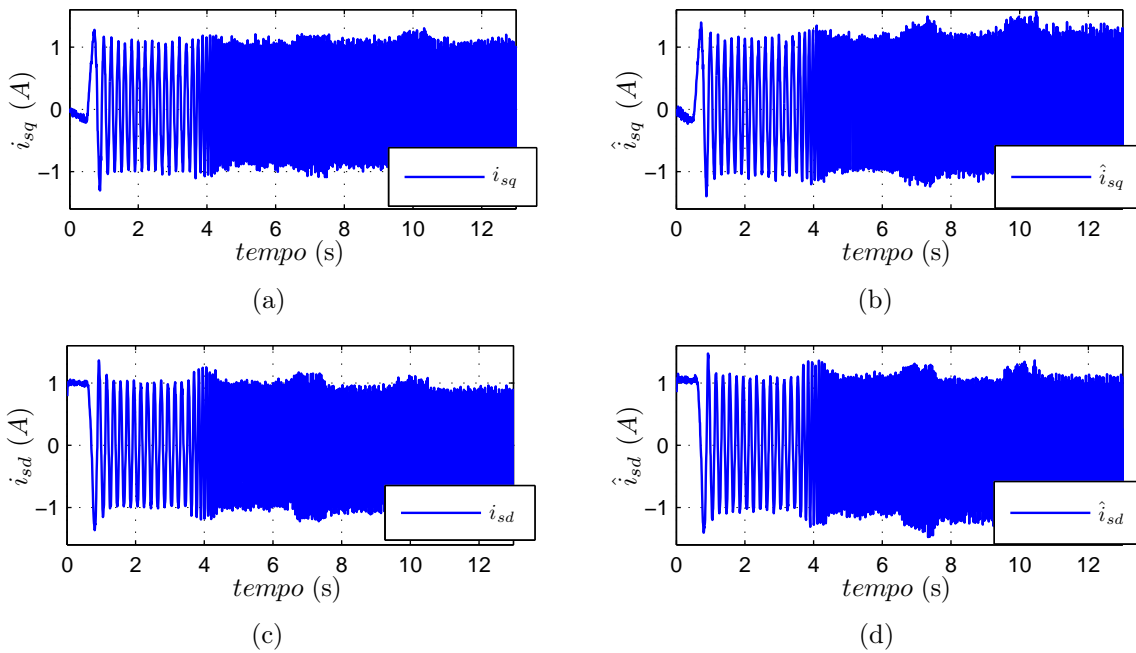 1
0
−1
i_sq (A)
i_sq
0 2 4 6 8 10 12
tempo (s)
(a)
1
0
−1
î_sq (A)
î_sq
0 2 4 6 8 10 12
tempo (s)
(b)
1
0
−1
i_sd (A)
i_sd
0 2 4 6 8 10 12
tempo (s)
(c)
1
0
−1
î_sd (A)
î_sd
0 2 4 6 8 10 12
tempo (s)
(d)